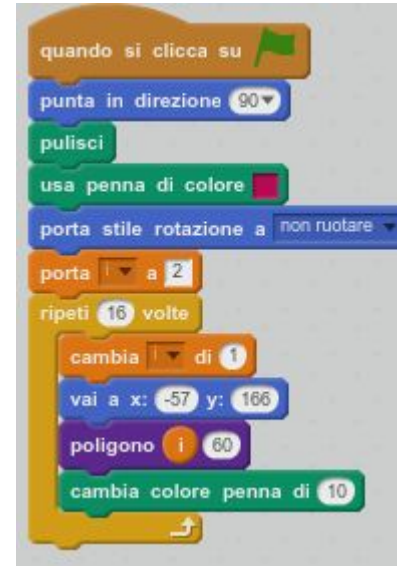 quando si clicca su
punta in direzione 90
pulisci
usa penna di colore
porta stile rotazione a non ruotare
porta i a 2
ripeti 16 volte
cambia i di 1
vai a x: -57 y: 166
poligono i 60
cambia colore penna di 10